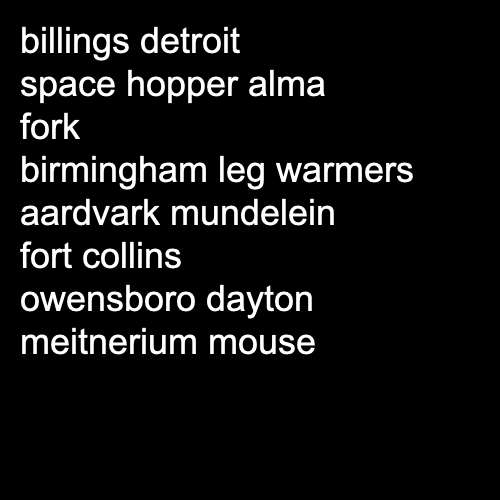 billings detroit
space hopper alma
fork
birmingham leg warmers
aardvark mundelein
fort collins
owensboro dayton
meitnerium mouse